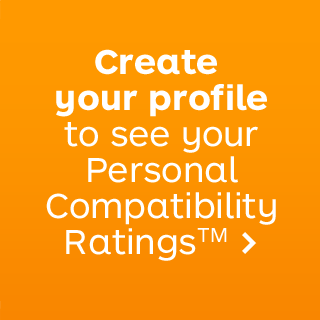 Create
your profile
to see your
Personal
Compatibility
Ratings™ >